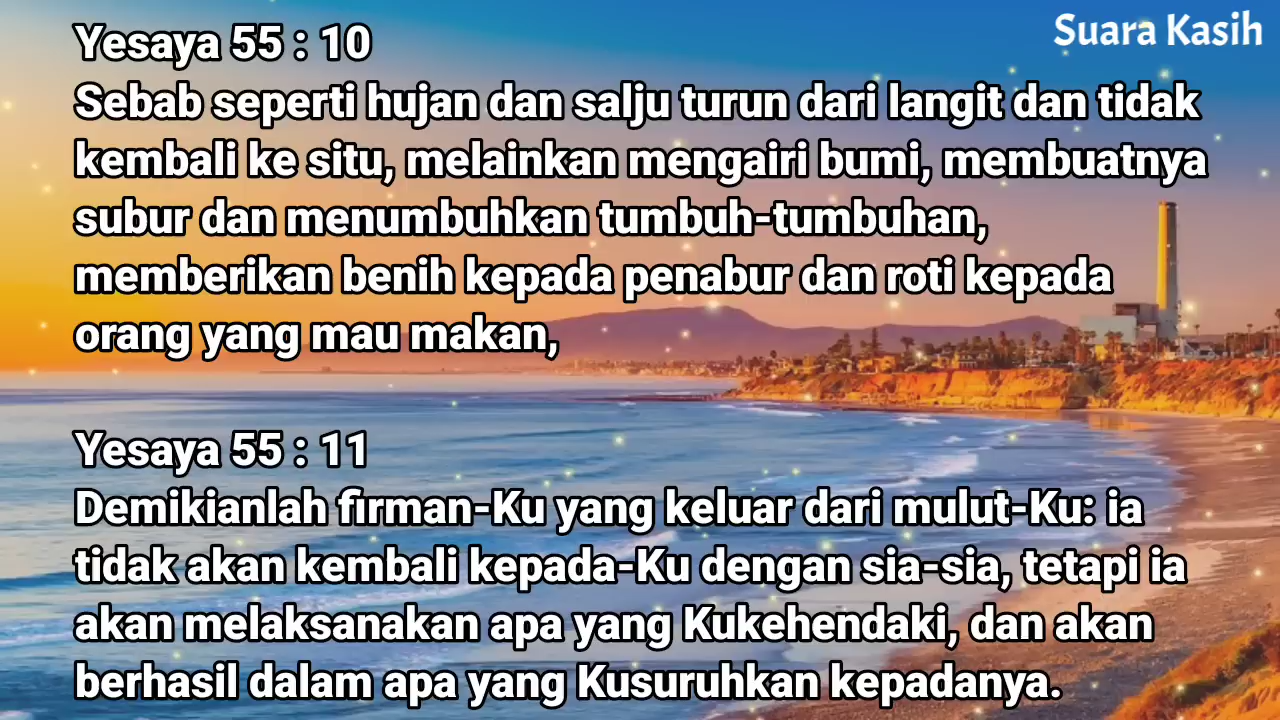 Suara Kasih
Yesaya 55 : 10
Sebab seperti hujan dan salju turun dari langit dan tidak
kembali ke situ, melainkan mengairi bumi, membuatnya
subur dan menumbuhkan tumbuh-tumbuhan,
memberikan benih kepada penabur dan roti kepada
orang yang mau makan,
Yesaya 55 : 11
Demikianlah firman-Ku yang keluar dari mulut-Ku: ia
tidak akan kembali kepada-Ku dengan sia-sia, tetapi ia
akan melaksanakan apa yang Kukehendaki, dan akan
berhasil dalam apa yang Kusuruhkan kepadanya.